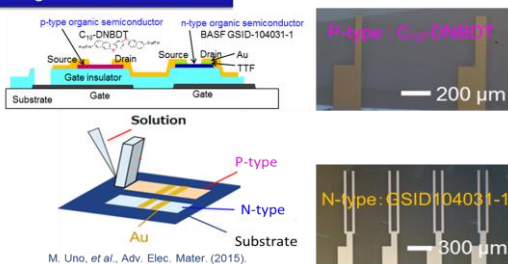 p-type organic semiconductor
C10-DNBDT
n-type organic semiconductor
BASF GSID-104031-1
Source
Drain
Source
Drain
Au
TTF
Gate insulator
Gate
Gate
Substrate
P-type : C10-DNBDT
200 µm
Solution
P-type
N-type
Au
Substrate
N-type:GSID104031-1
300 µm
M. Uno, et al., Adv. Elec. Mater. (2015).